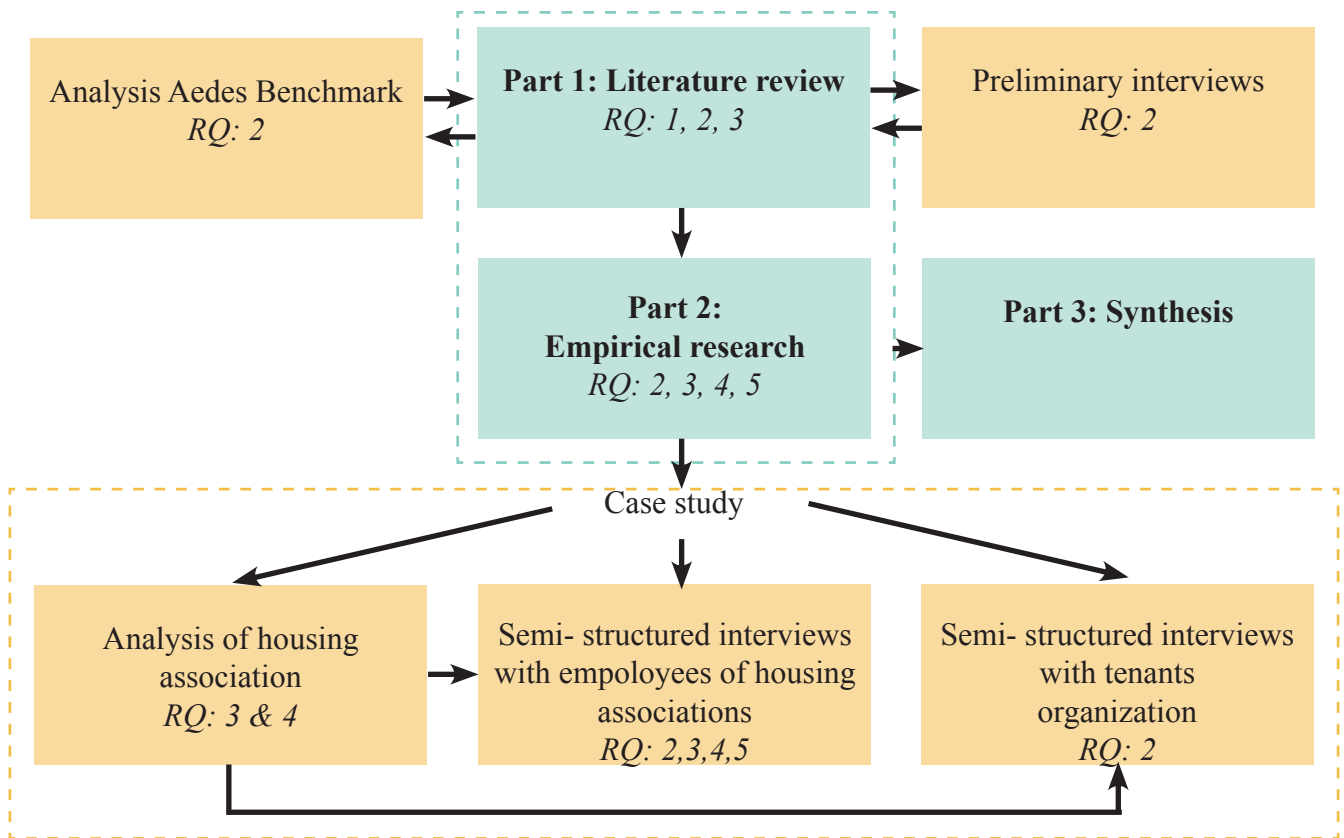 Analysis Aedes Benchmark
RQ: 2
Part 1: Literature review
RQ: 1, 2, 3
Preliminary interviews
RQ: 2
Part 2:
Empirical research
RQ: 2, 3, 4, 5
Part 3: Synthesis
Case study
Analysis of housing
association
RQ: 3 & 4
Semi- structured interviews
with empoloyees of housing
associations
RQ: 2,3,4,5
Semi- structured interviews
with tenants
organization
RQ: 2